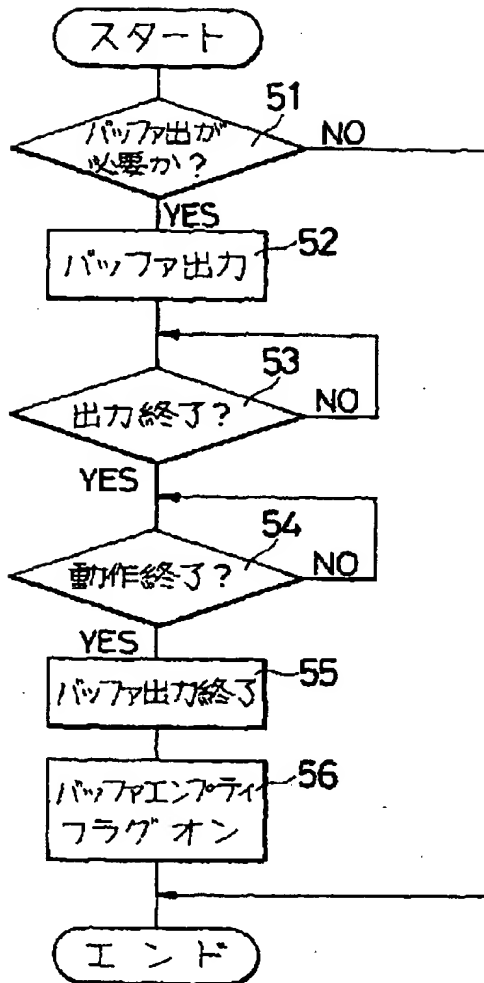 スタート
51
バッファ出が
必要か？
NO
YES
52
バッファ出力
53
出力終了？
NO
YES
54
動作終了？
NO
YES
55
バッファ出力終了
56
バッファエンプティ
フラグオン
エンド